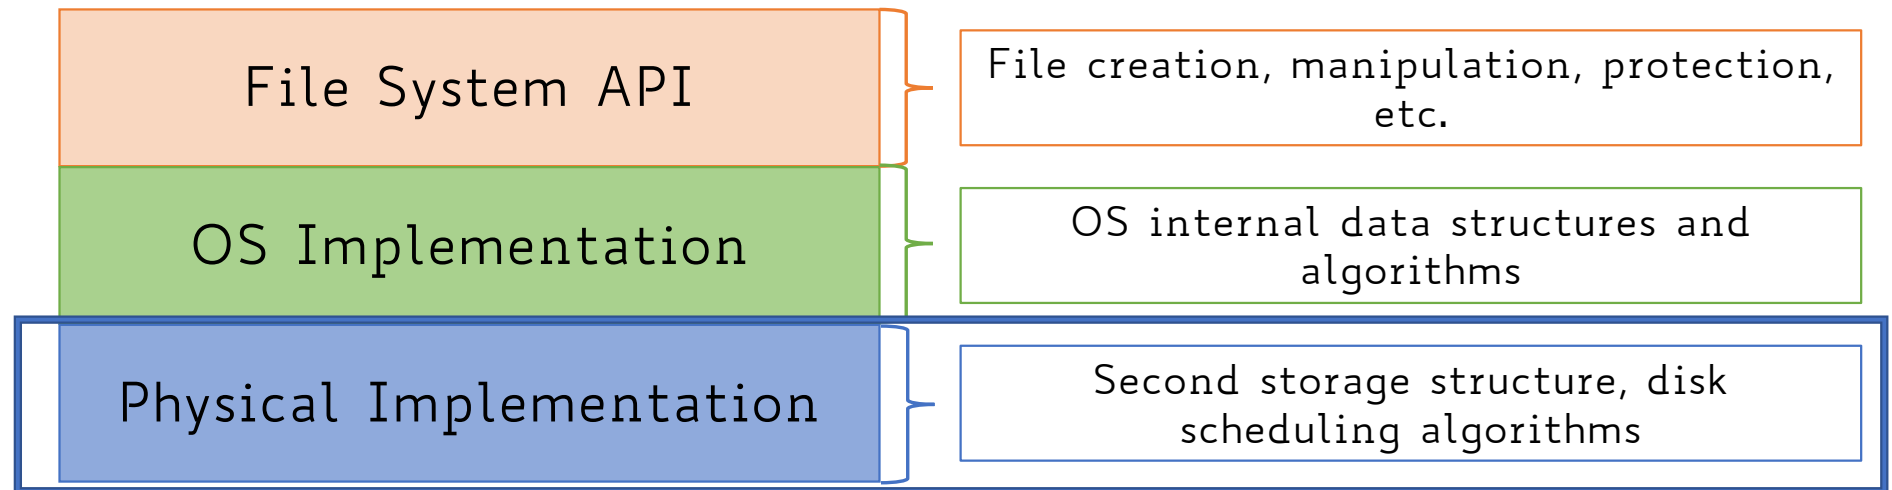 File System API
File creation, manipulation, protection,
etc.
OS Implementation
OS internal data structures and
algorithms
Physical Implementation
Second storage structure, disk
scheduling algorithms